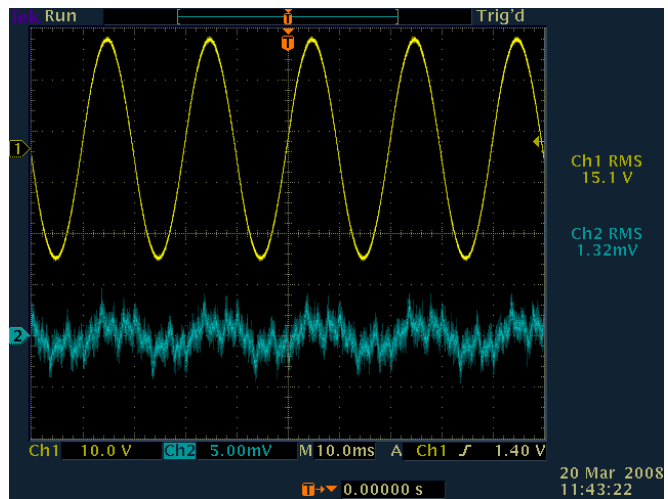 Tek Run Trig'd
T
T
1
Ch1 RMS
15.1 V
Ch2 RMS
1.32mV
2
Ch1 10.0 V Ch2 5.00mV M 10.0ms A Ch1 1.40 V
T 0.00000 s
20 Mar 2008
11:43:22